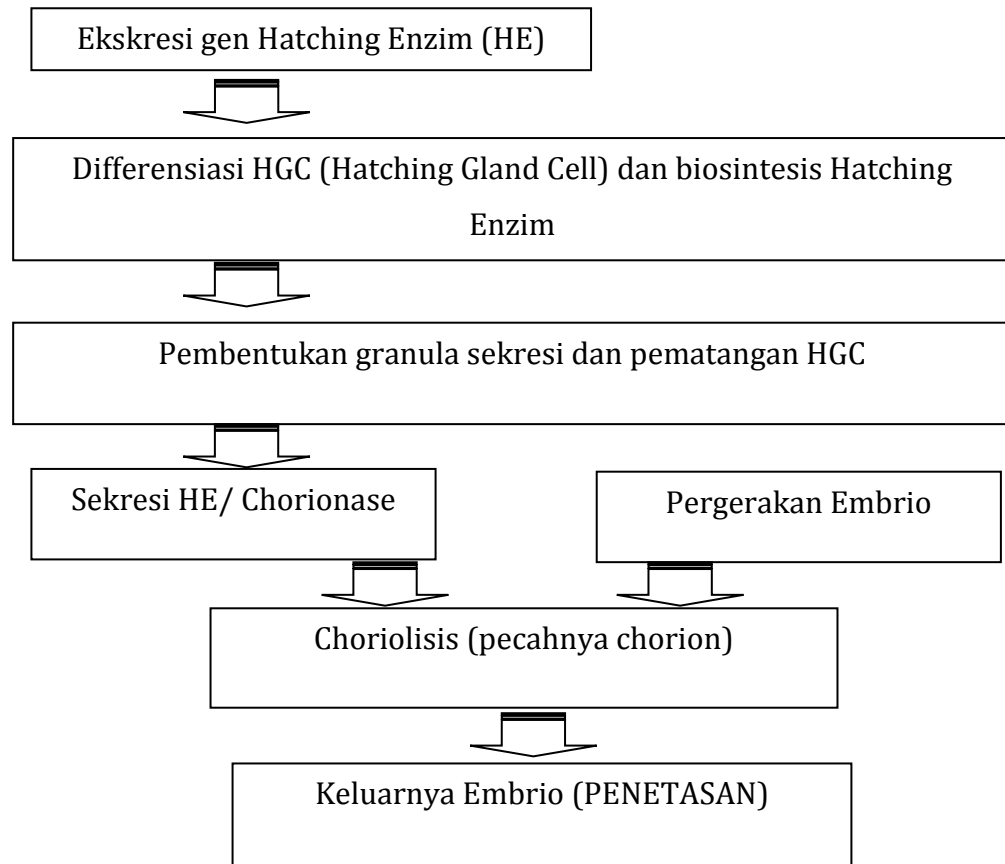 Ekskresi gen Hatching Enzim (HE)
Differensiasi HGC (Hatching Gland Cell) dan biosintesis Hatching
Enzim
Pembentukan granula sekresi dan pematangan HGC
Sekresi HE/ Chorionase
Pergerakan Embrio
Choriolisis (pecahnya chorion)
Keluarnya Embrio (PENETASAN)